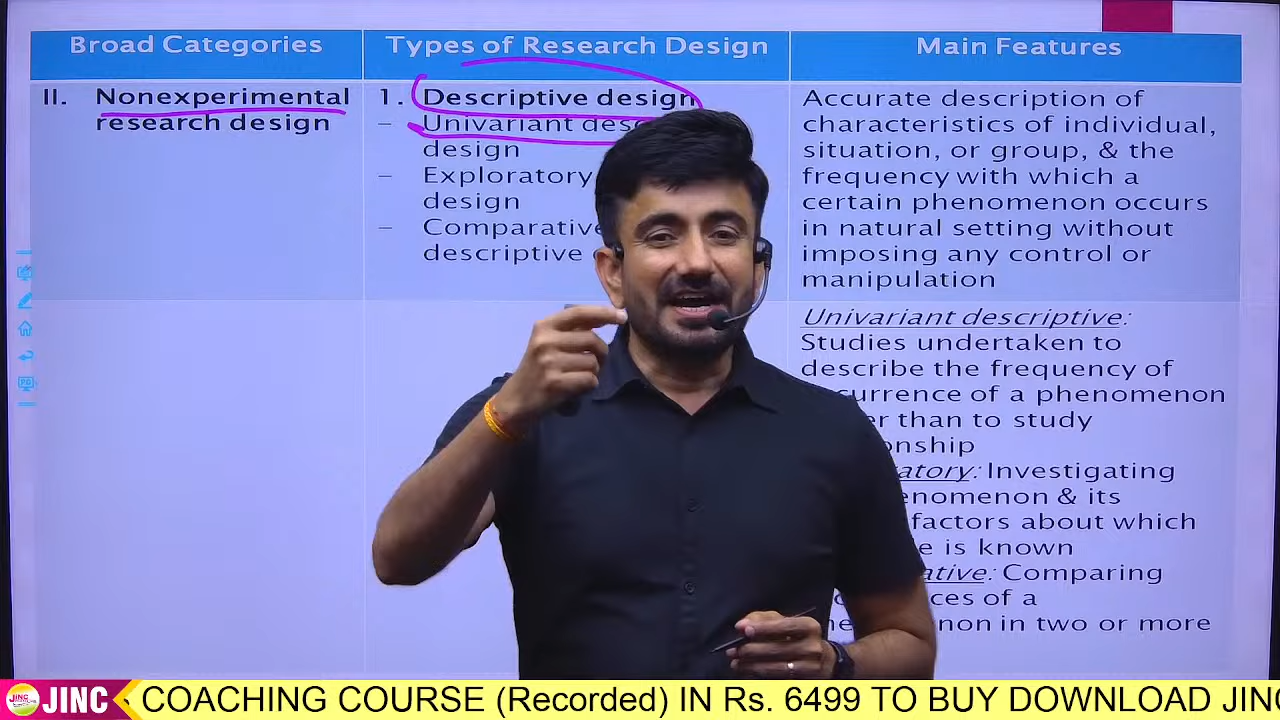 Broad Categories
Types of Research Design
Main Features
II. Nonexperimental
research design
1. Descriptive design
– Univariant
design
– Exploratory
design
– Comparative
descriptive
Accurate description of
characteristics of individual,
situation, or group, & the
frequency with which a
certain phenomenon occurs
in natural setting without
imposing any control or
manipulation
Univariant descriptive:
Studies undertaken to
describe the frequency of
of a phenomenon
than to study
Investigating
& its
factors about which
is known
Comparing
of a
in two or more
JINC
COACHING COURSE (Recorded) IN Rs. 6499 TO BUY DOWNLOAD